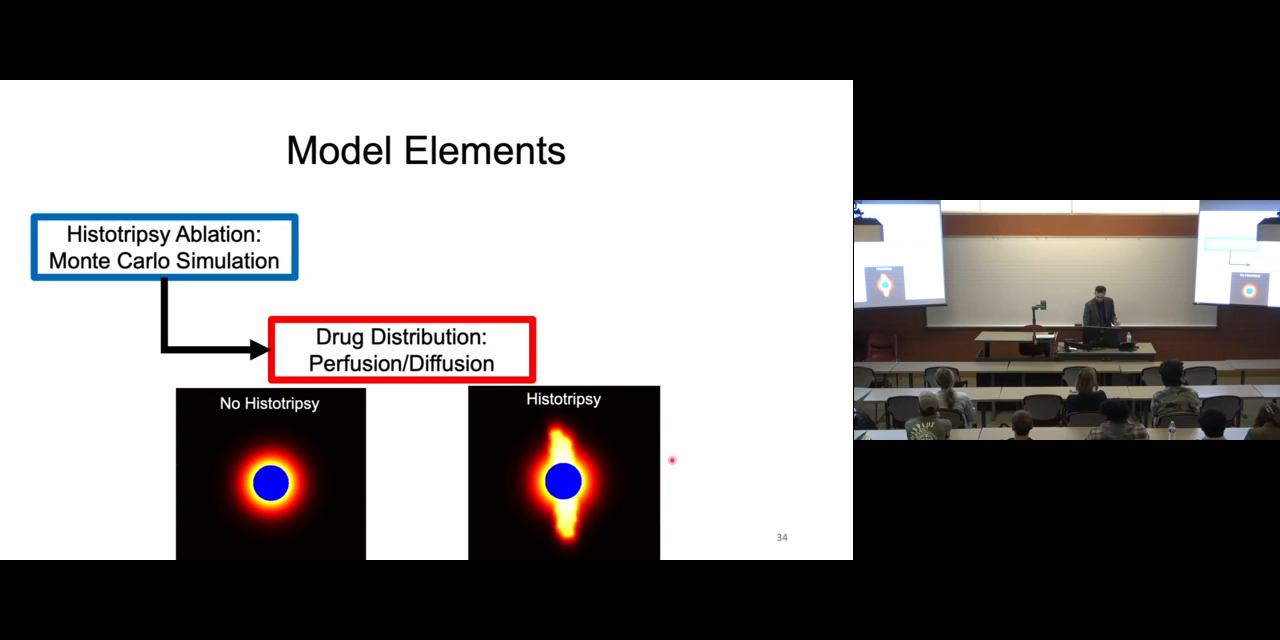 Model Elements
Histotripsy Ablation:
Monte Carlo Simulation
Drug Distribution:
Perfusion/Diffusion
No Histotripsy
Histotripsy
34